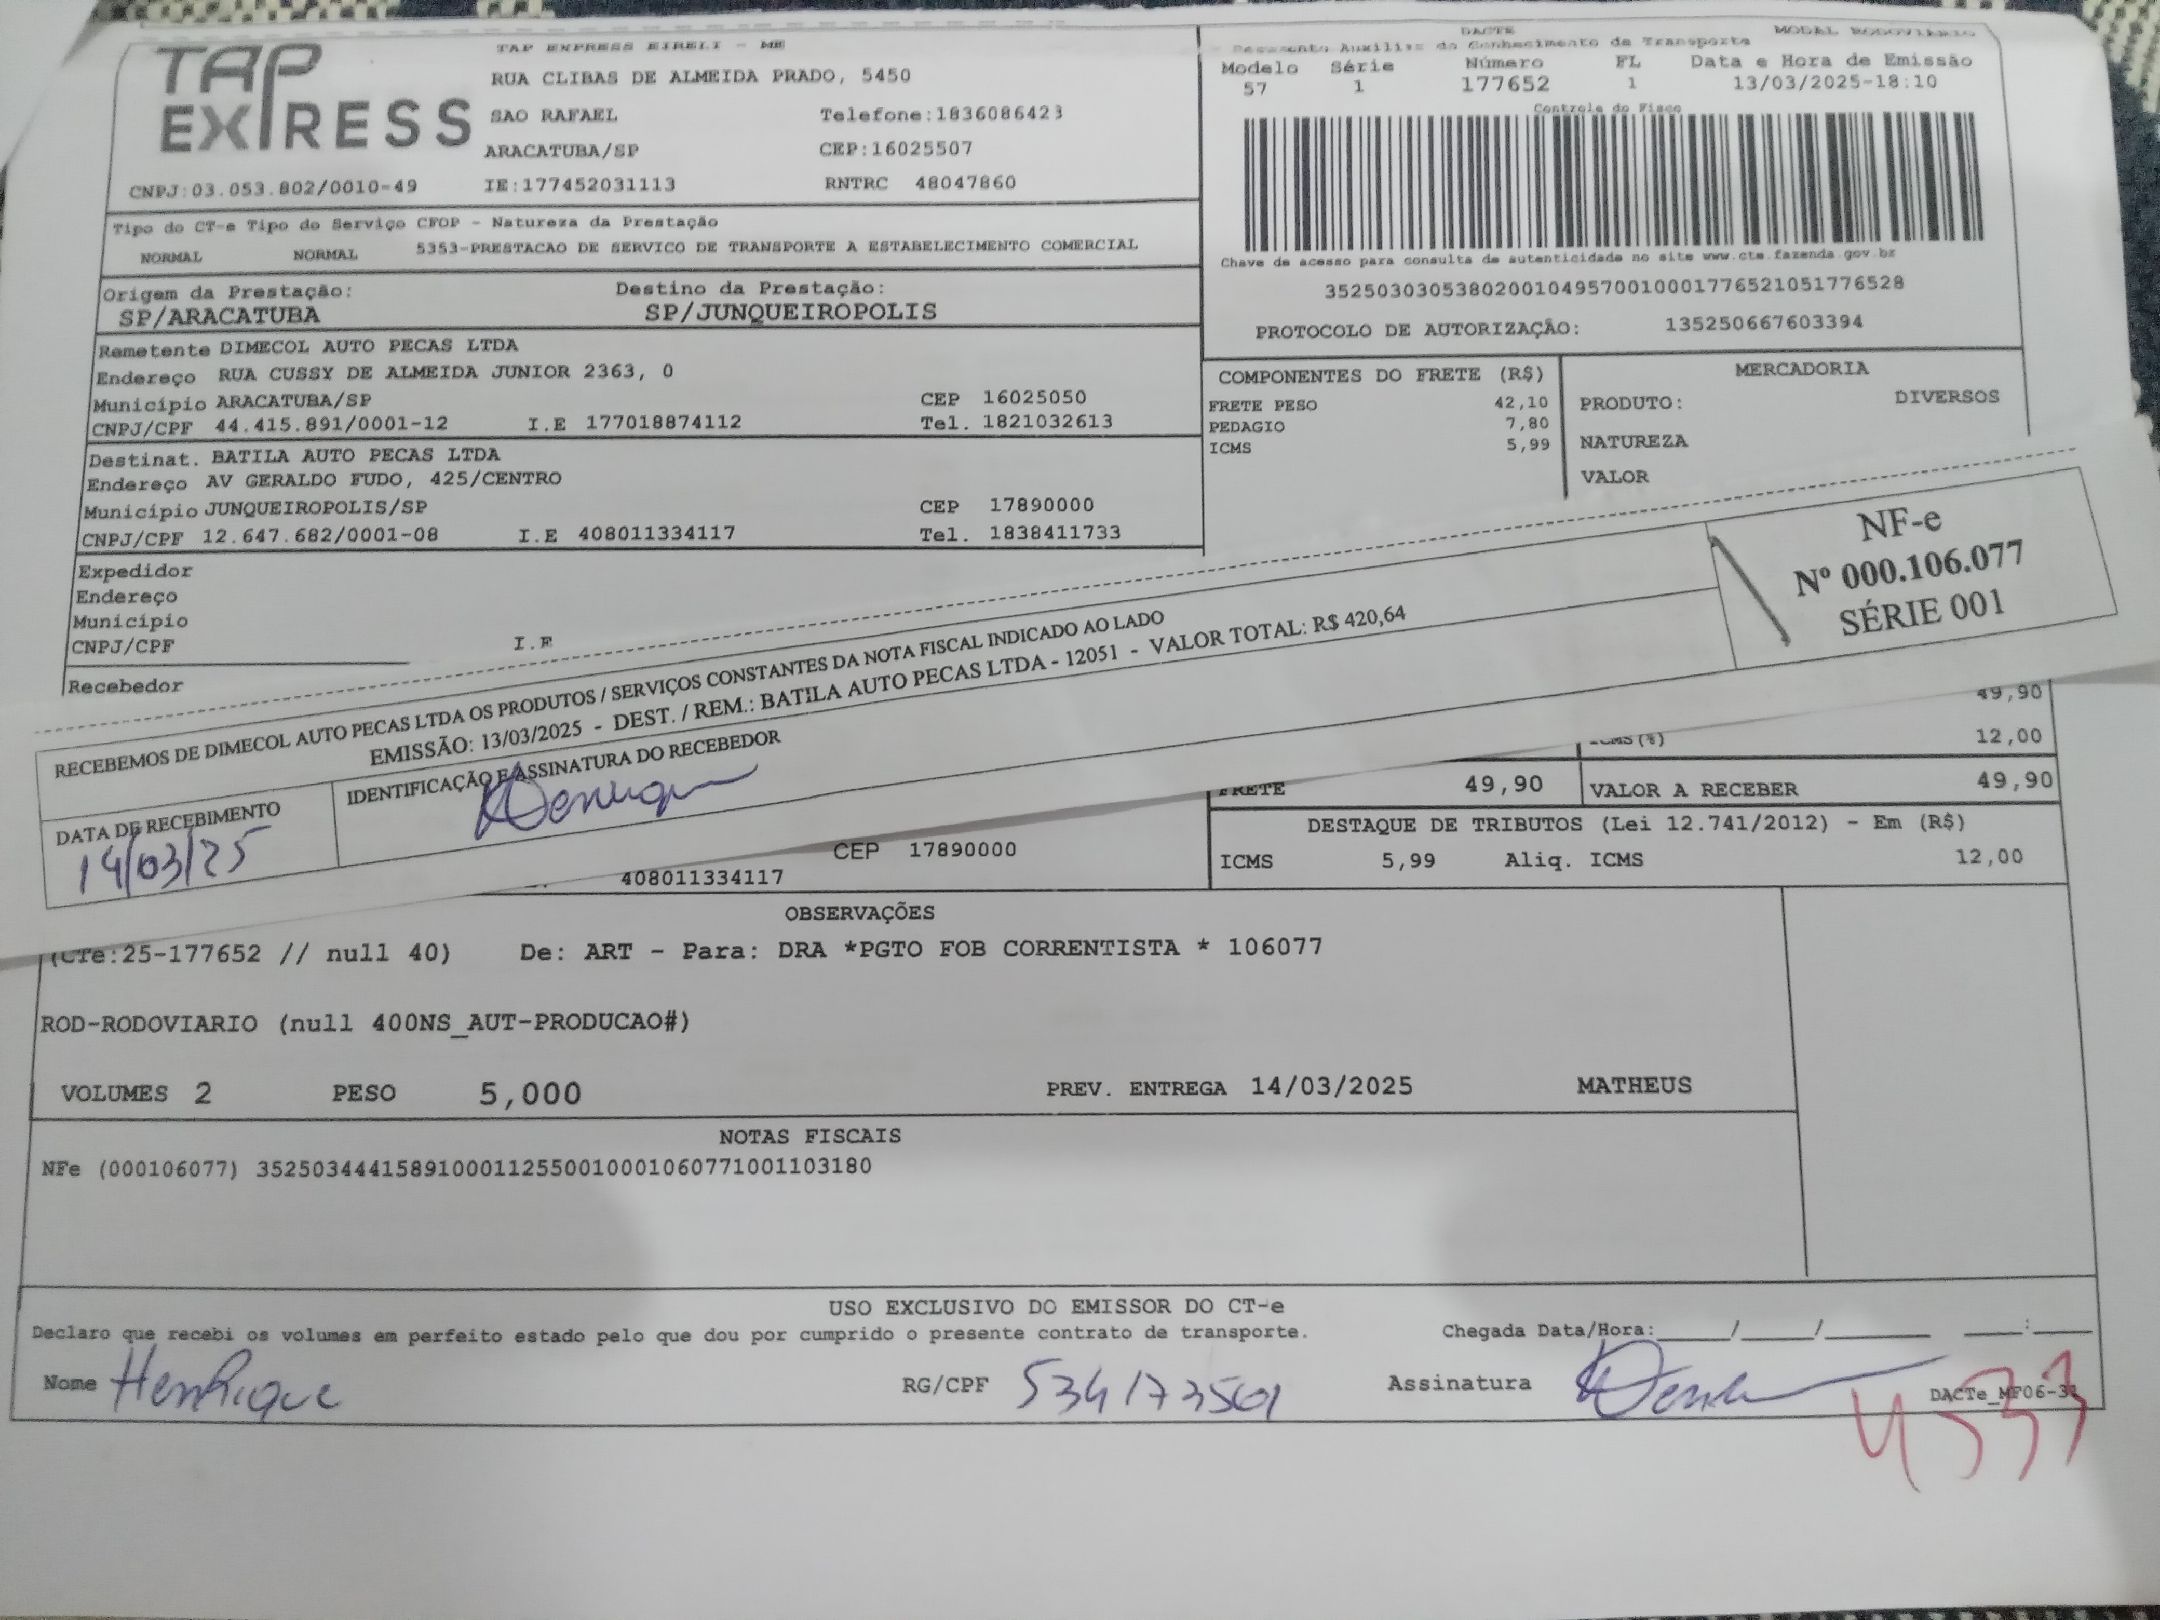 TAP EXPRESS
TAP EXPRESS EIRELI - ME
RUA CLIBAS DE ALMEIDA PRADO, 5450
SAO RAFAEL Telefone:1836086423
ARACATUBA/SP CEP:16025507
CNPJ:03.053.802/0010-49 IE:177452031113 RNTRC 48047860
DACTE MODAL RODOVIARIO
Documento Auxiliar do Conhecimento de Transporte
Modelo Série Número FL Data e Hora de Emissão
57 1 177652 1 13/03/2025-18:10
Controle do Fisco
Chave de acesso para consulta de autenticidade no site www.cte.fazenda.gov.br
35250303053802001049570010001776521051776528
PROTOCOLO DE AUTORIZAÇÃO: 135250667603394
Tipo do CT-e Tipo do Serviço CFOP - Natureza da Prestação
NORMAL NORMAL 5353-PRESTACAO DE SERVICO DE TRANSPORTE A ESTABELECIMENTO COMERCIAL
Origem da Prestação: Destino da Prestação:
SP/ARACATUBA SP/JUNQUEIROPOLIS
Remetente DIMECOL AUTO PECAS LTDA
Endereço RUA CUSSY DE ALMEIDA JUNIOR 2363, 0
Município ARACATUBA/SP CEP 16025050
CNPJ/CPF 44.415.891/0001-12 I.E 177018874112 Tel. 1821032613
Destinat. BATILA AUTO PECAS LTDA
Endereço AV GERALDO FUDO, 425/CENTRO
Município JUNQUEIROPOLIS/SP CEP 17890000
CNPJ/CPF 12.647.682/0001-08 I.E 408011334117 Tel. 1838411733
Expedidor
Endereço
Município
CNPJ/CPF I.E
Recebedor
COMPONENTES DO FRETE (R$)
FRETE PESO 42,10
PEDAGIO 7,80
ICMS 5,99
MERCADORIA
PRODUTO: DIVERSOS
NATUREZA
VALOR
RECEBEMOS DE DIMECOL AUTO PECAS LTDA OS PRODUTOS / SERVIÇOS CONSTANTES DA NOTA FISCAL INDICADO AO LADO
EMISSÃO: 13/03/2025 - DEST. / REM.: BATILA AUTO PECAS LTDA - 12051 - VALOR TOTAL: R$ 420,64
DATA DE RECEBIMENTO
14/03/25
IDENTIFICAÇÃO E ASSINATURA DO RECEBEDOR
NF-e
Nº 000.106.077
SÉRIE 001
49,90
ICMS(%) 12,00
FRETE 49,90 VALOR A RECEBER 49,90
DESTAQUE DE TRIBUTOS (Lei 12.741/2012) - Em (R$)
ICMS 5,99 Aliq. ICMS 12,00
CEP 17890000
408011334117
OBSERVAÇÕES
(CTe:25-177652 // null 40) De: ART - Para: DRA *PGTO FOB CORRENTISTA * 106077
ROD-RODOVIARIO (null 400NS_AUT-PRODUCAO#)
VOLUMES 2 PESO 5,000 PREV. ENTREGA 14/03/2025 MATHEUS
NOTAS FISCAIS
NFe (000106077) 35250344415891000112550010001060771001103180
USO EXCLUSIVO DO EMISSOR DO CT-e
Declaro que recebi os volumes em perfeito estado pelo que dou por cumprido o presente contrato de transporte. Chegada Data/Hora:____/____/______ ___:___
Nome Henrique RG/CPF 534173501 Assinatura